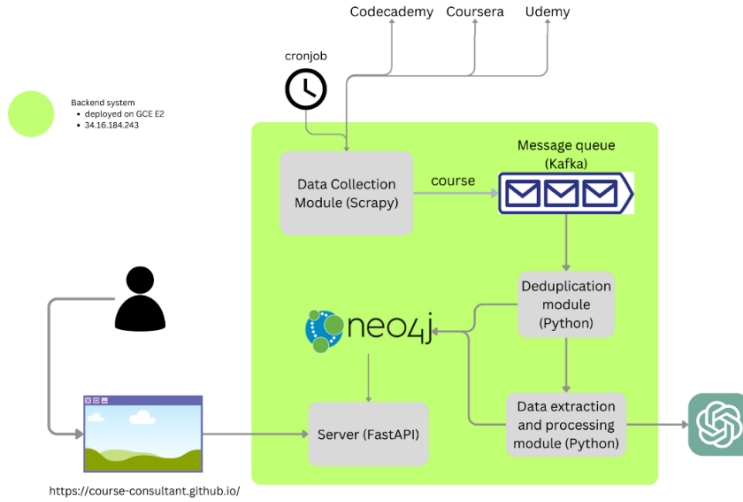 Codecademy Coursera Udemy
cronjob
Backend system
• deployed on GCE E2
• 34.16.184.243
Message queue
(Kafka)
Data Collection
Module (Scrapy)
course
Deduplication
module
(Python)
neo4j
Data extraction
and processing
module (Python)
Server (FastAPI)
https://course-consultant.github.io/